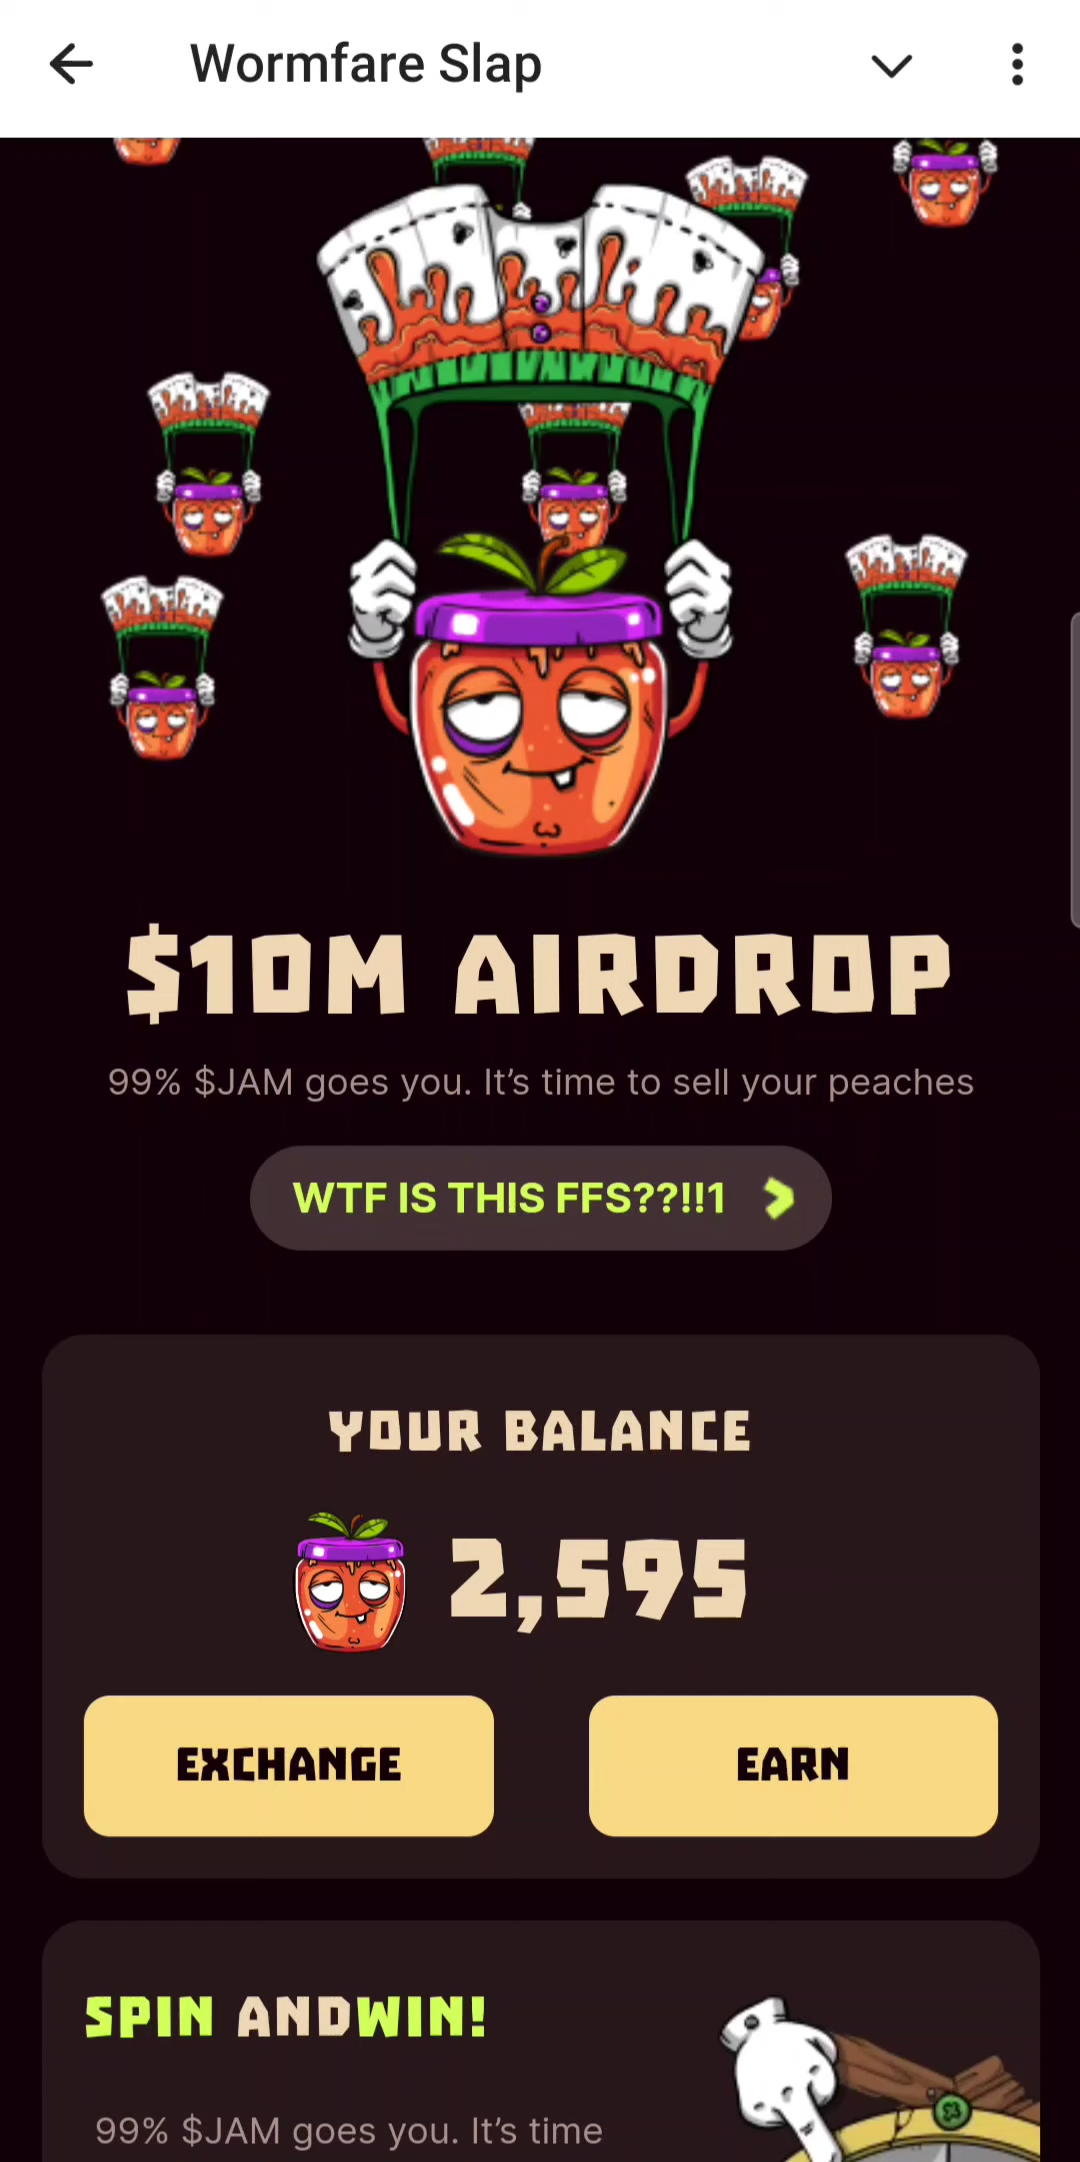 Wormfare Slap
$10M AIRDROP
99% $JAM goes you. It’s time to sell your peaches
WTF IS THIS FFS??!!1
YOUR BALANCE
2,595
EXCHANGE
EARN
SPIN ANDWIN!
99% $JAM goes you. It’s time